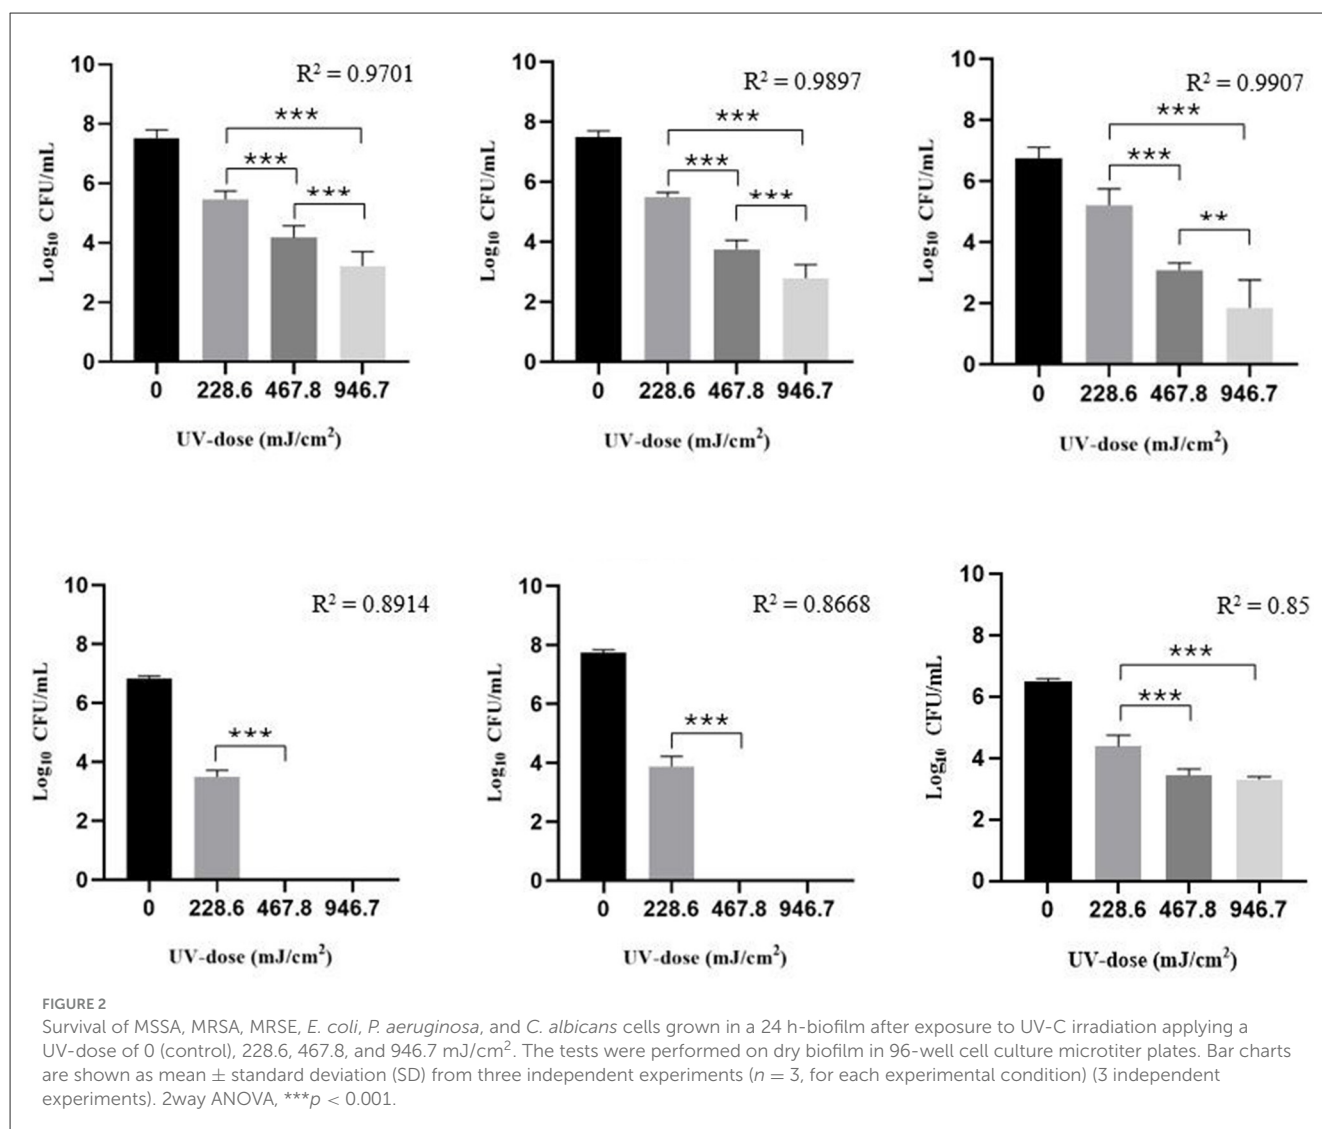 R² = 0.9701
10
8
6
4
2
0
Log₁₀ CFU/mL
***
***
***
0 228.6 467.8 946.7
UV-dose (mJ/cm²)
R² = 0.9897
10
8
6
4
2
0
Log₁₀ CFU/mL
***
***
***
0 228.6 467.8 946.7
UV-dose (mJ/cm²)
R² = 0.9907
10
8
6
4
2
0
Log₁₀ CFU/mL
***
***
**
0 228.6 467.8 946.7
UV-dose (mJ/cm²)
R² = 0.8914
10
8
6
4
2
0
Log₁₀ CFU/mL
***
0 228.6 467.8 946.7
UV-dose (mJ/cm²)
R² = 0.8668
10
8
6
4
2
0
Log₁₀ CFU/mL
***
0 228.6 467.8 946.7
UV-dose (mJ/cm²)
R² = 0.85
10
8
6
4
2
0
Log₁₀ CFU/mL
***
***
0 228.6 467.8 946.7
UV-dose (mJ/cm²)
FIGURE 2
Survival of MSSA, MRSA, MRSE, E. coli, P. aeruginosa, and C. albicans cells grown in a 24 h-biofilm after exposure to UV-C irradiation applying a
UV-dose of 0 (control), 228.6, 467.8, and 946.7 mJ/cm². The tests were performed on dry biofilm in 96-well cell culture microtiter plates. Bar charts
are shown as mean ± standard deviation (SD) from three independent experiments (n = 3, for each experimental condition) (3 independent
experiments). 2way ANOVA, ***p < 0.001.